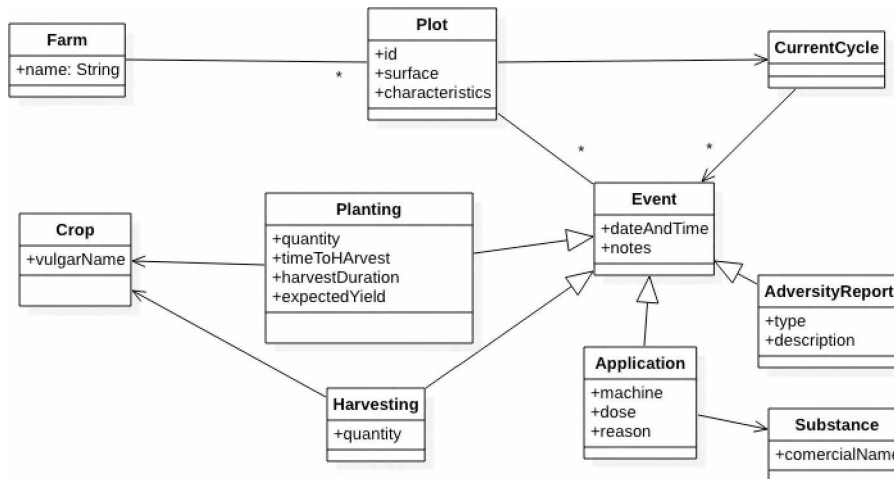 Farm
+name: String
*
Plot
+id
+surface
+characteristics
CurrentCycle
*
*
Event
+dateAndTime
+notes
Crop
+vulgarName
Planting
+quantity
+timeToHArvest
+harvestDuration
+expectedYield
AdversityReport
+type
+description
Application
+machine
+dose
+reason
Harvesting
+quantity
Substance
+comercialName